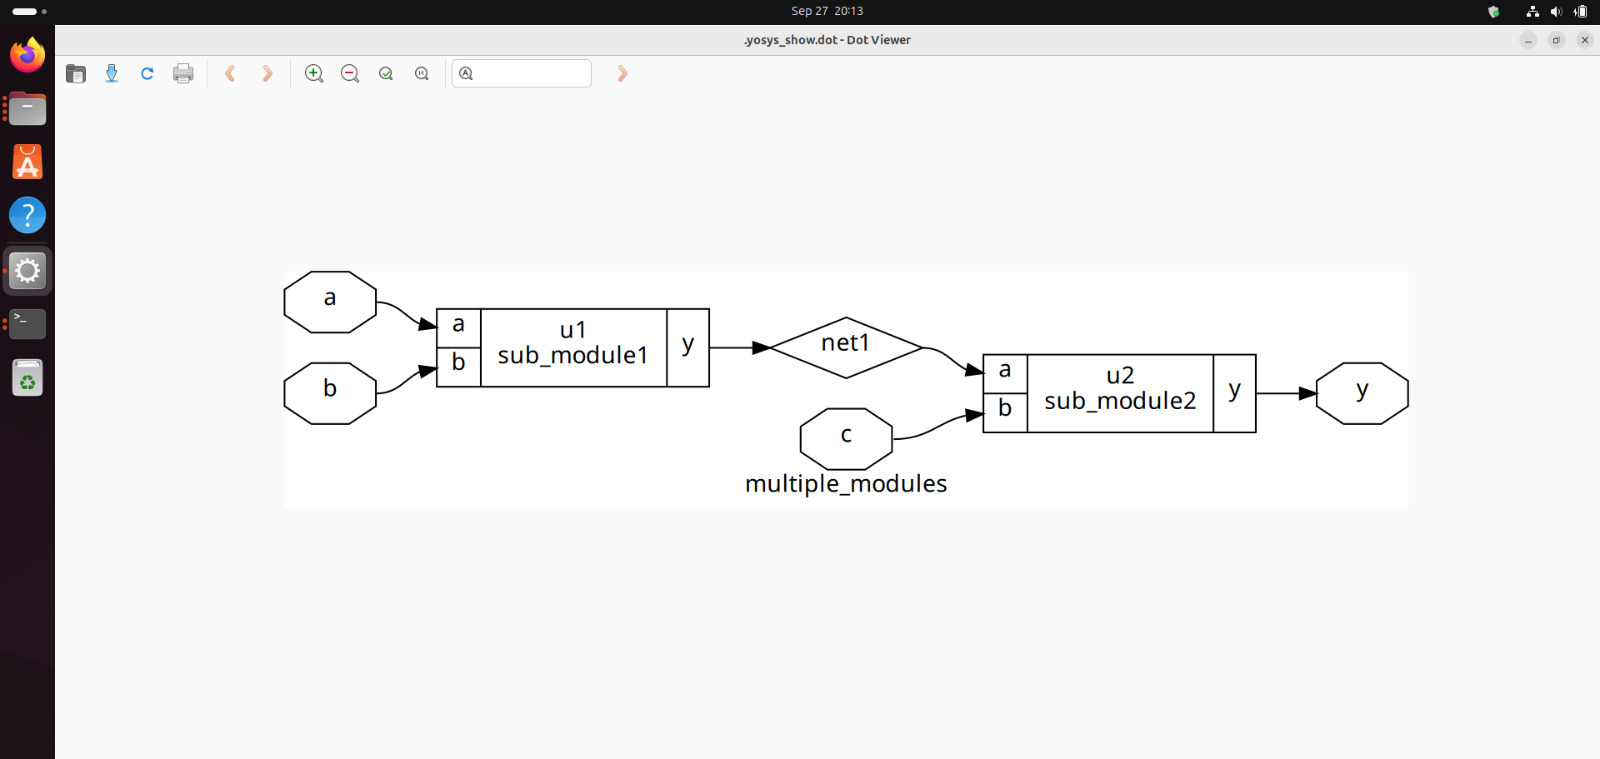 Sep 27 20:13
.yosys_show.dot - Dot Viewer
a
b
a
b
u1
sub_module1
y
net1
c
a
b
u2
sub_module2
y
y
multiple_modules